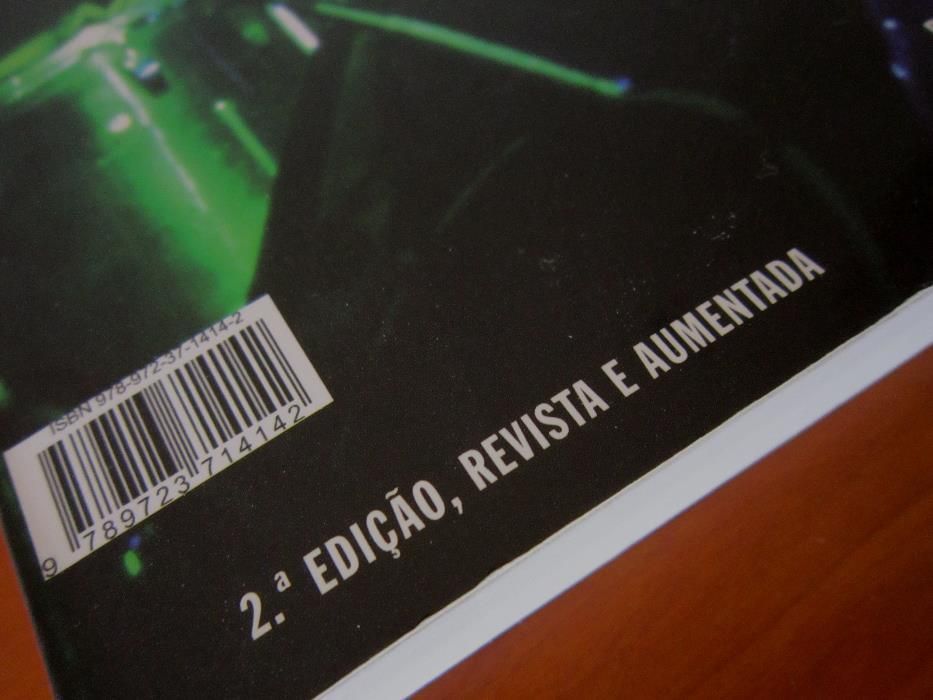 ISBN 978-972-37-1414-2
9 789723 714142
2.ª EDIÇÃO, REVISTA E AUMENTADA